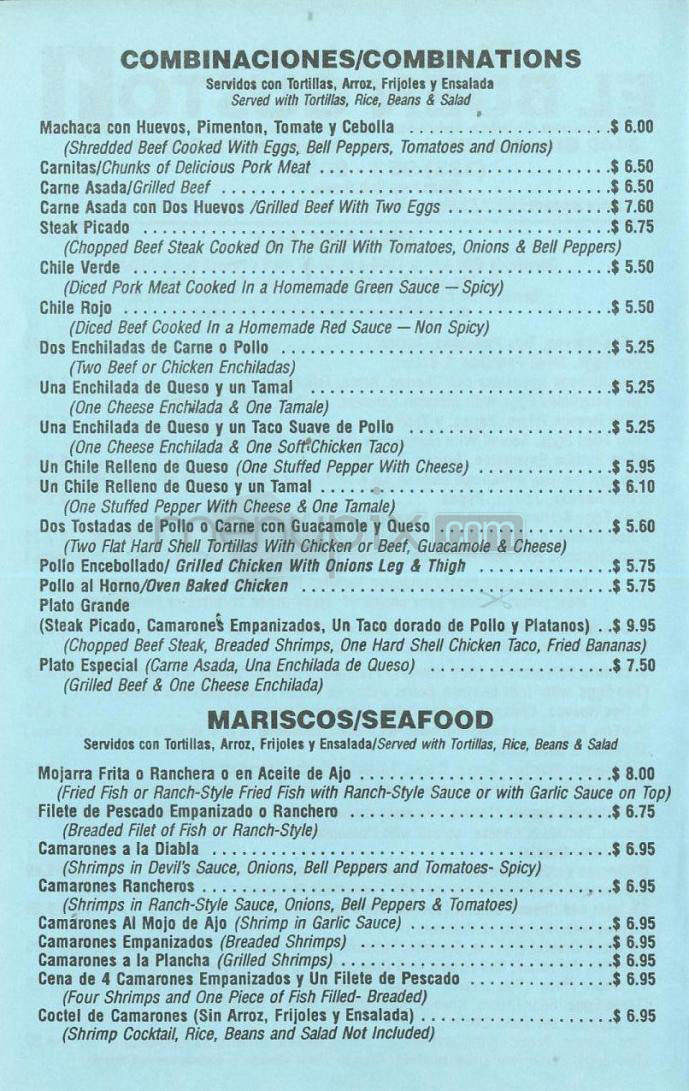 COMBINACIONES/COMBINATIONS
Servidos con Tortillas, Arroz, Frijoles y Ensalada
Served with Tortillas, Rice, Beans & Salad
Machaca con Huevos, Pimenton, Tomate y Cebolla . . . . . . . . . . . . . . . . . . . .$ 6.00
(Shredded Beef Cooked With Eggs, Bell Peppers, Tomatoes and Onions)
Carnitas/Chunks of Delicious Pork Meat . . . . . . . . . . . . . . . . . . . . . . . . . . . . .$ 6.50
Carne Asada/Grilled Beef . . . . . . . . . . . . . . . . . . . . . . . . . . . . . . . . . . . . . . .$ 6.50
Carne Asada con Dos Huevos /Grilled Beef With Two Eggs . . . . . . . . . . . . . . . .$ 7.60
Steak Picado . . . . . . . . . . . . . . . . . . . . . . . . . . . . . . . . . . . . . . . . . . . . . . . .$ 6.75
(Chopped Beef Steak Cooked On The Grill With Tomatoes, Onions & Bell Peppers)
Chile Verde . . . . . . . . . . . . . . . . . . . . . . . . . . . . . . . . . . . . . . . . . . . . . . . .$ 5.50
(Diced Pork Meat Cooked In a Homemade Green Sauce — Spicy)
Chile Rojo . . . . . . . . . . . . . . . . . . . . . . . . . . . . . . . . . . . . . . . . . . . . . . . . .$ 5.50
(Diced Beef Cooked In a Homemade Red Sauce — Non Spicy)
Dos Enchiladas de Carne o Pollo . . . . . . . . . . . . . . . . . . . . . . . . . . . . . . . . .$ 5.25
(Two Beef or Chicken Enchiladas)
Una Enchilada de Queso y un Tamal . . . . . . . . . . . . . . . . . . . . . . . . . . . . . .$ 5.25
(One Cheese Enchilada & One Tamale)
Una Enchilada de Queso y un Taco Suave de Pollo . . . . . . . . . . . . . . . . . . . .$ 5.25
(One Cheese Enchilada & One Soft Chicken Taco)
Un Chile Relleno de Queso (One Stuffed Pepper With Cheese) . . . . . . . . . . . . .$ 5.95
Un Chile Relleno de Queso y un Tamal . . . . . . . . . . . . . . . . . . . . . . . . . . . . .$ 6.10
(One Stuffed Pepper With Cheese & One Tamale)
Dos Tostadas de Pollo o Carne con Guacamole y Queso . . . . . . . . . . . . . . . . .$ 5.60
(Two Flat Hard Shell Tortillas With Chicken or Beef, Guacamole & Cheese)
menupix.com
Pollo Encebollado/ Grilled Chicken With Onions Leg & Thigh . . . . . . . . . . . . . .$ 5.75
Pollo al Horno/Oven Baked Chicken . . . . . . . . . . . . . . . . . . . . . . . . . . . . . . .$ 5.75
Plato Grande
(Steak Picado, Camarones Empanizados, Un Taco dorado de Pollo y Platanos) . .$ 9.95
(Chopped Beef Steak, Breaded Shrimps, One Hard Shell Chicken Taco, Fried Bananas)
Plato Especial (Carne Asada, Una Enchilada de Queso) . . . . . . . . . . . . . . . . . .$ 7.50
(Grilled Beef & One Cheese Enchilada)
MARISCOS/SEAFOOD
Servidos con Tortillas, Arroz, Frijoles y Ensalada/Served with Tortillas, Rice, Beans & Salad
Mojarra Frita o Ranchera o en Aceite de Ajo . . . . . . . . . . . . . . . . . . . . . . . . .$ 8.00
(Fried Fish or Ranch-Style Fried Fish with Ranch-Style Sauce or with Garlic Sauce on Top)
Filete de Pescado Empanizado o Ranchero . . . . . . . . . . . . . . . . . . . . . . . . . .$ 6.75
(Breaded Filet of Fish or Ranch-Style)
Camarones a la Diabla . . . . . . . . . . . . . . . . . . . . . . . . . . . . . . . . . . . . . . . .$ 6.95
(Shrimps in Devil's Sauce, Onions, Bell Peppers and Tomatoes- Spicy)
Camarones Rancheros . . . . . . . . . . . . . . . . . . . . . . . . . . . . . . . . . . . . . . . .$ 6.95
(Shrimps in Ranch-Style Sauce, Onions, Bell Peppers & Tomatoes)
Camarones Al Mojo de Ajo (Shrimp in Garlic Sauce) . . . . . . . . . . . . . . . . . . . .$ 6.95
Camarones Empanizados (Breaded Shrimps) . . . . . . . . . . . . . . . . . . . . . . . . .$ 6.95
Camarones a la Plancha (Grilled Shrimps) . . . . . . . . . . . . . . . . . . . . . . . . . . .$ 6.95
Cena de 4 Camarones Empanizados y Un Filete de Pescado . . . . . . . . . . . . . .$ 6.95
(Four Shrimps and One Piece of Fish Filled- Breaded)
Coctel de Camarones (Sin Arroz, Frijoles y Ensalada) . . . . . . . . . . . . . . . . . . .$ 6.95
(Shrimp Cocktail, Rice, Beans and Salad Not Included)